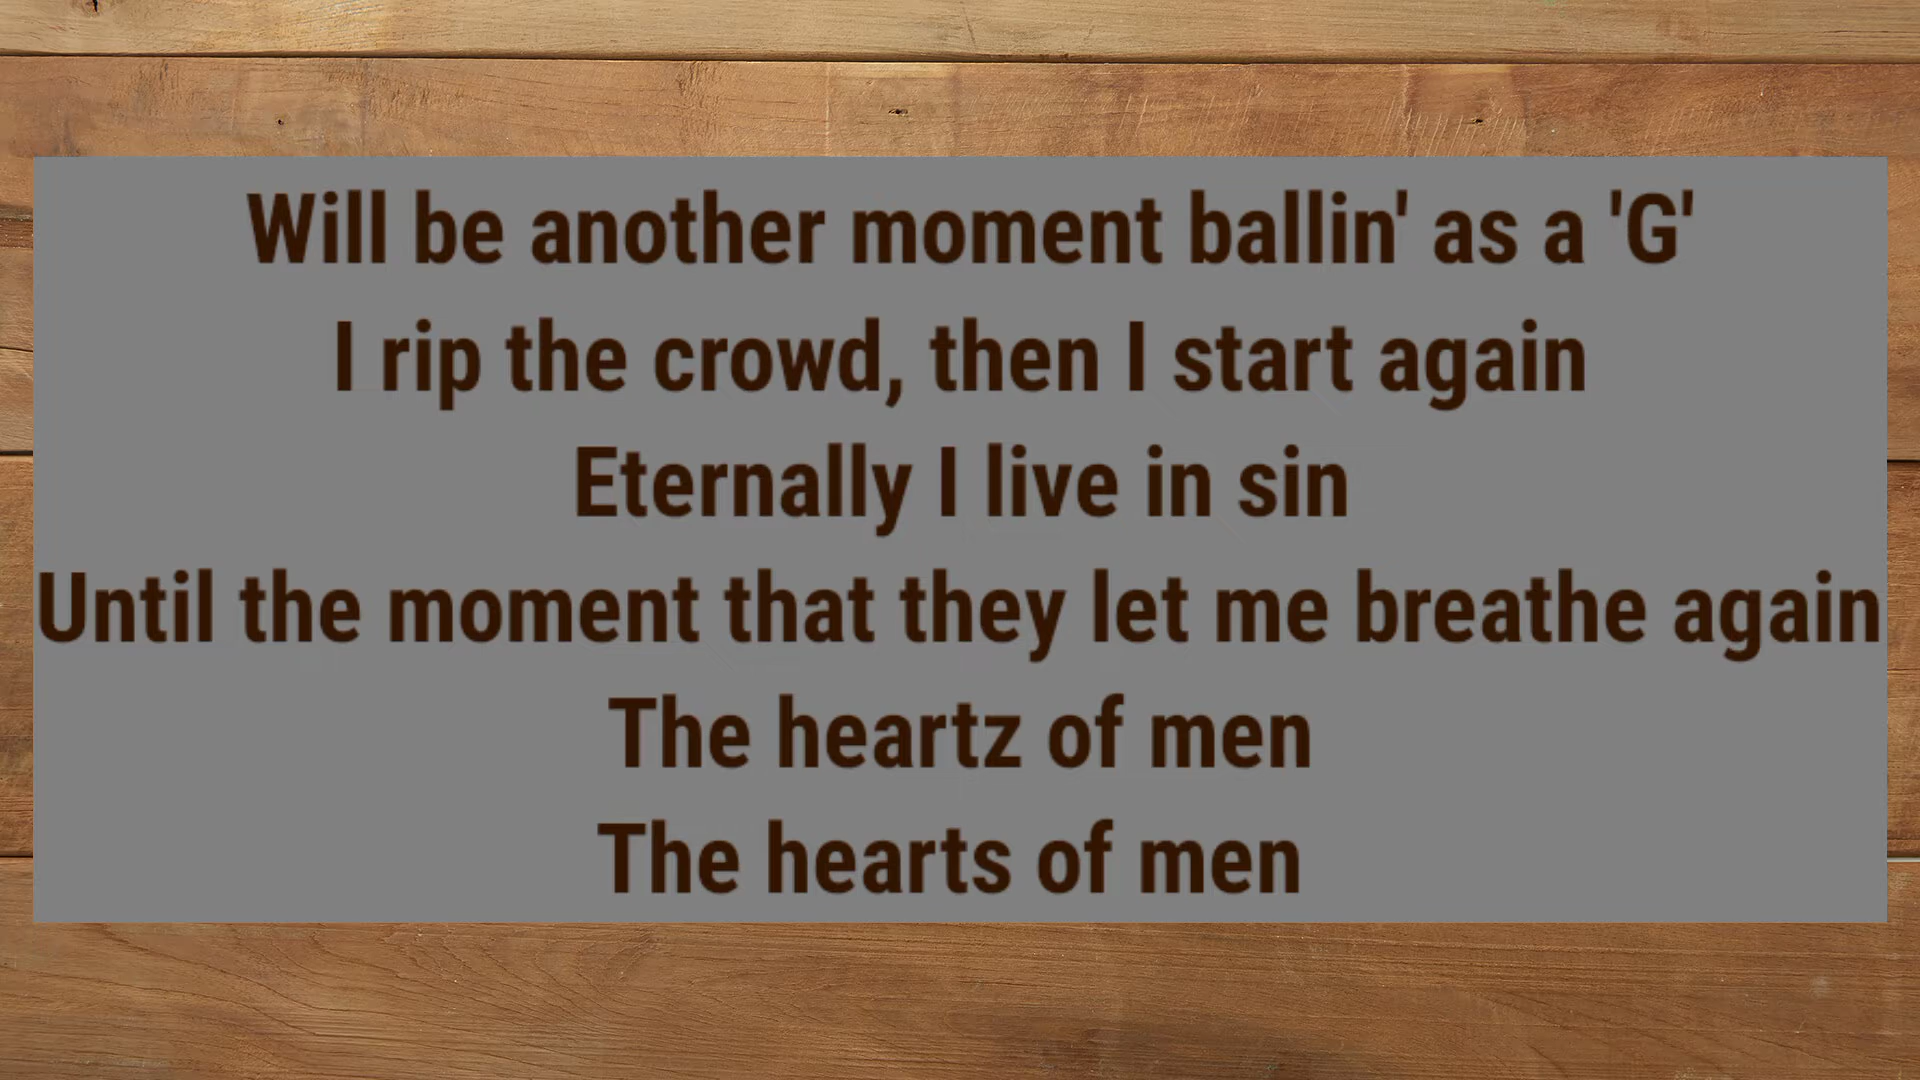 Will be another moment ballin' as a 'G'
I rip the crowd, then I start again
Eternally I live in sin
Until the moment that they let me breathe again
The heartz of men
The hearts of men